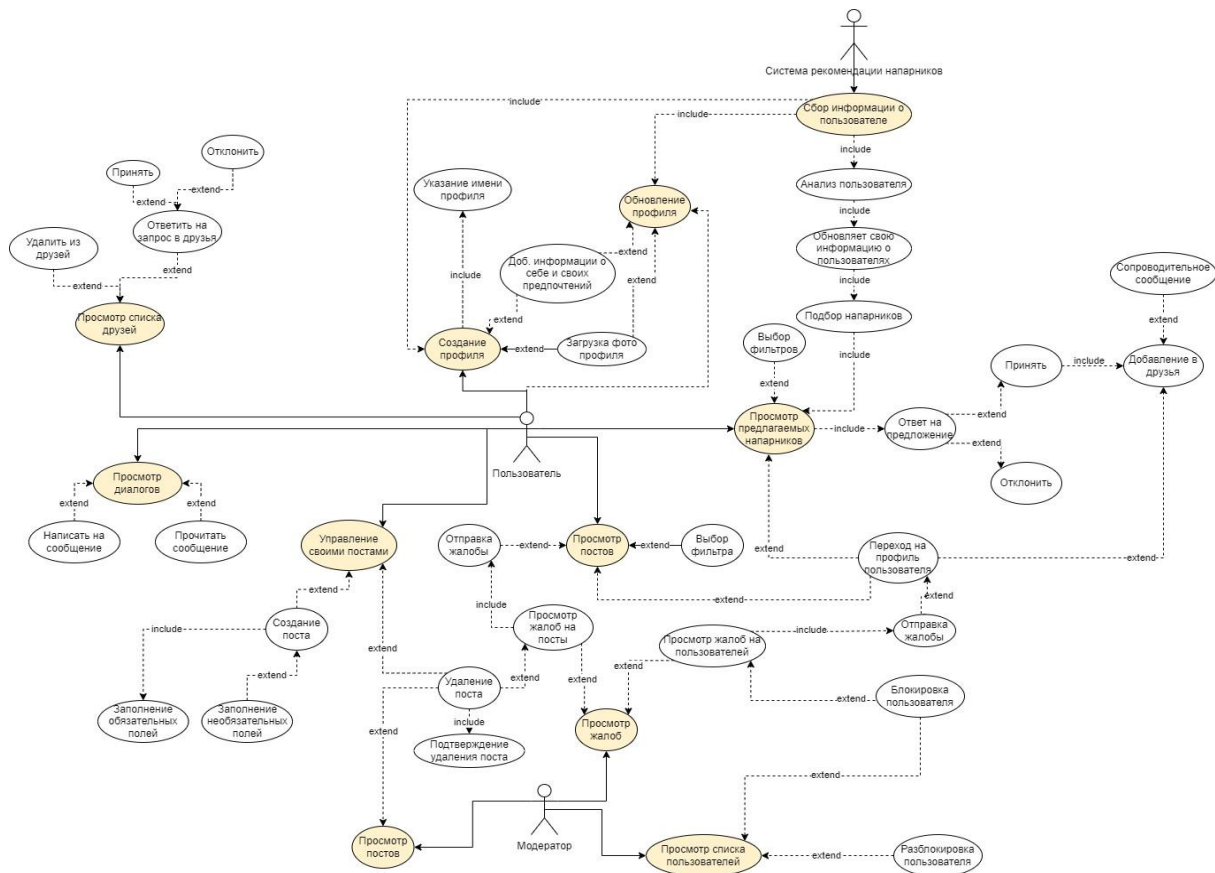 Система рекомендации напарников
include
Сбор информации о
пользователе
include
include
Отклонить
Принять
extend
extend
Указание имени
профиля
Анализ пользователя
Обновление
профиля
Ответить на
запрос в друзья
include
Удалить из
друзей
Обновляет свою
информацию о
пользователях
extend
extend
Доб. информации о
себе и своих
предпочтений
extend
Сопроводительное
сообщение
include
extend
include
extend
Просмотр списка
друзей
extend
Подбор напарников
extend
Создание
профиля
extend
Загрузка фото
профиля
Выбор
фильтров
include
Принять
include
Добавление в
друзья
extend
extend
Просмотр
предлагаемых
напарников
include
Ответ на
предложение
extend
Пользователь
Просмотр
диалогов
Отклонить
extend
extend
Написать на
сообщение
Прочитать
сообщение
Управление
своими постами
Отправка
жалобы
extend
Просмотр
постов
extend
Выбор
фильтра
extend
Переход на
профиль
пользователя
extend
extend
extend
include
extend
Создание
поста
include
Просмотр
жалоб на
посты
include
Отправка
жалобы
Просмотр жалоб на
пользователей
extend
extend
extend
extend
Удаление
поста
extend
extend
Блокировка
пользователя
Заполнение
обязательных
полей
Заполнение
необязательных
полей
include
Просмотр
жалоб
extend
Подтверждение
удаления поста
extend
Просмотр
постов
Модератор
Просмотр списка
пользователей
extend
Разблокировка
пользователя